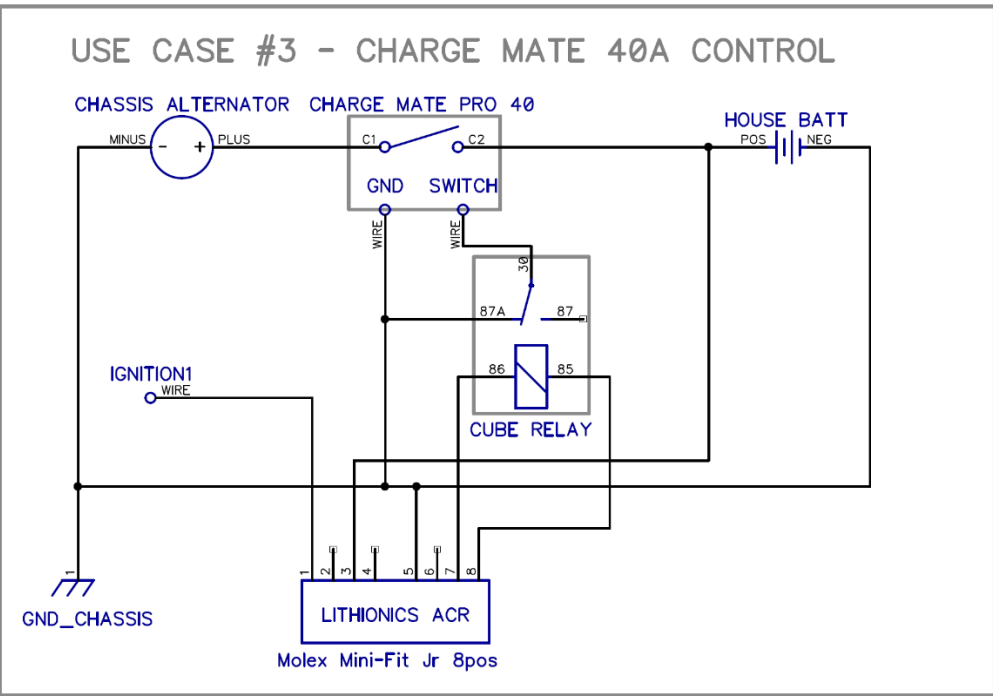 USE CASE #3 - CHARGE MATE 40A CONTROL
CHASSIS ALTERNATOR
CHARGE MATE PRO 40
HOUSE BATT
MINUS
-
+
PLUS
C1
C2
POS
NEG
GND
SWITCH
WIRE
WIRE
30
87A
87
86
85
CUBE RELAY
IGNITION1
WIRE
1
2
3
4
5
6
7
8
1
GND_CHASSIS
LITHIONICS ACR
Molex Mini-Fit Jr 8pos